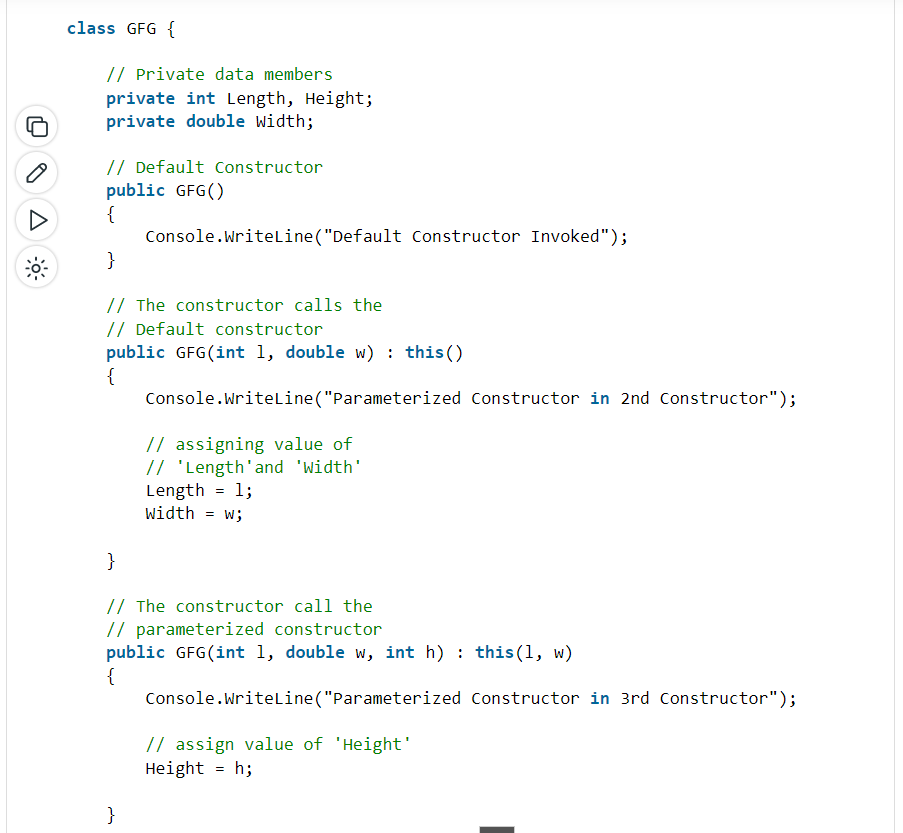 class GFG {
// Private data members
private int Length, Height;
private double Width;
// Default Constructor
public GFG()
{
Console.WriteLine("Default Constructor Invoked");
}
// The constructor calls the
// Default constructor
public GFG(int l, double w) : this()
{
Console.WriteLine("Parameterized Constructor in 2nd Constructor");
// assigning value of
// 'Length'and 'Width'
Length = l;
Width = w;
}
// The constructor call the
// parameterized constructor
public GFG(int l, double w, int h) : this(l, w)
{
Console.WriteLine("Parameterized Constructor in 3rd Constructor");
// assign value of 'Height'
Height = h;
}